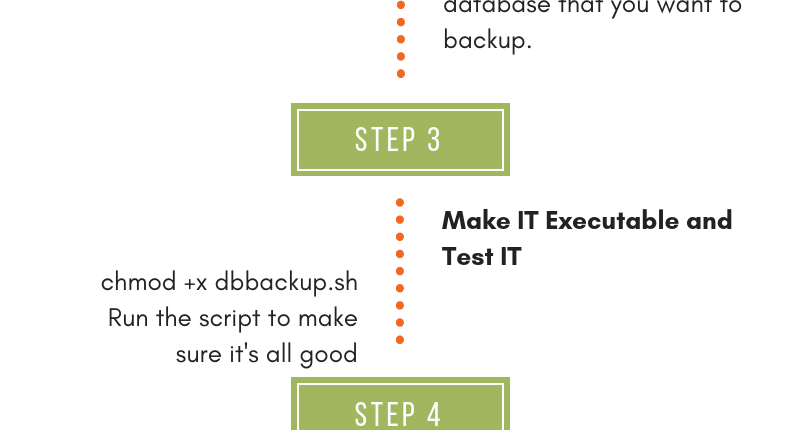 database that you want to
backup.
STEP 3
Make IT Executable and
Test IT
chmod +x dbbackup.sh
Run the script to make
sure it's all good
STEP 4